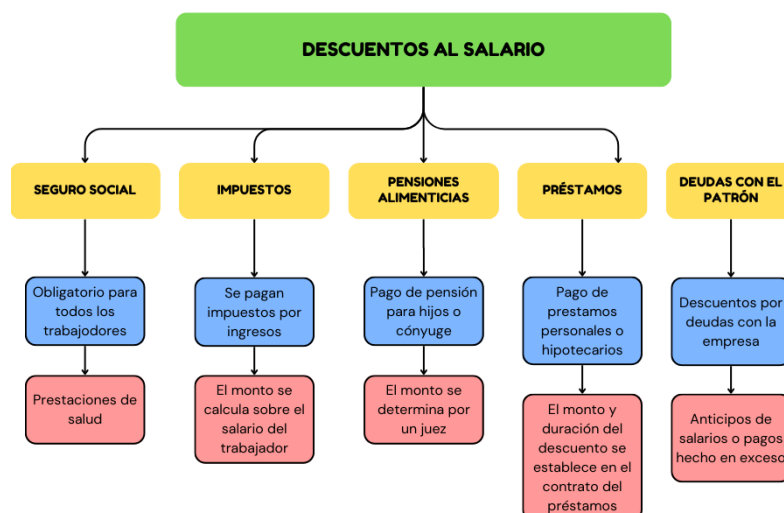 DESCUENTOS AL SALARIO
SEGURO SOCIAL
IMPUESTOS
PENSIONES
ALIMENTICIAS
PRÉSTAMOS
DEUDAS CON EL
PATRÓN
Obligatorio para
todos los
trabajodores
Se pagan
impuestos por
ingresos
Pago de pensión
para hijos o
cónyuge
Pago de
prestamos
personales o
hipotecarios
Descuentos por
deudas con la
empresa
Prestaciones de
salud
El monto se
calcula sobre el
salario del
trabajador
El monto se
determina por
un juez
El monto y
duración del
descuento se
establece en el
contrato del
préstamos
Anticipos de
salarios o pagos
hecho en exceso